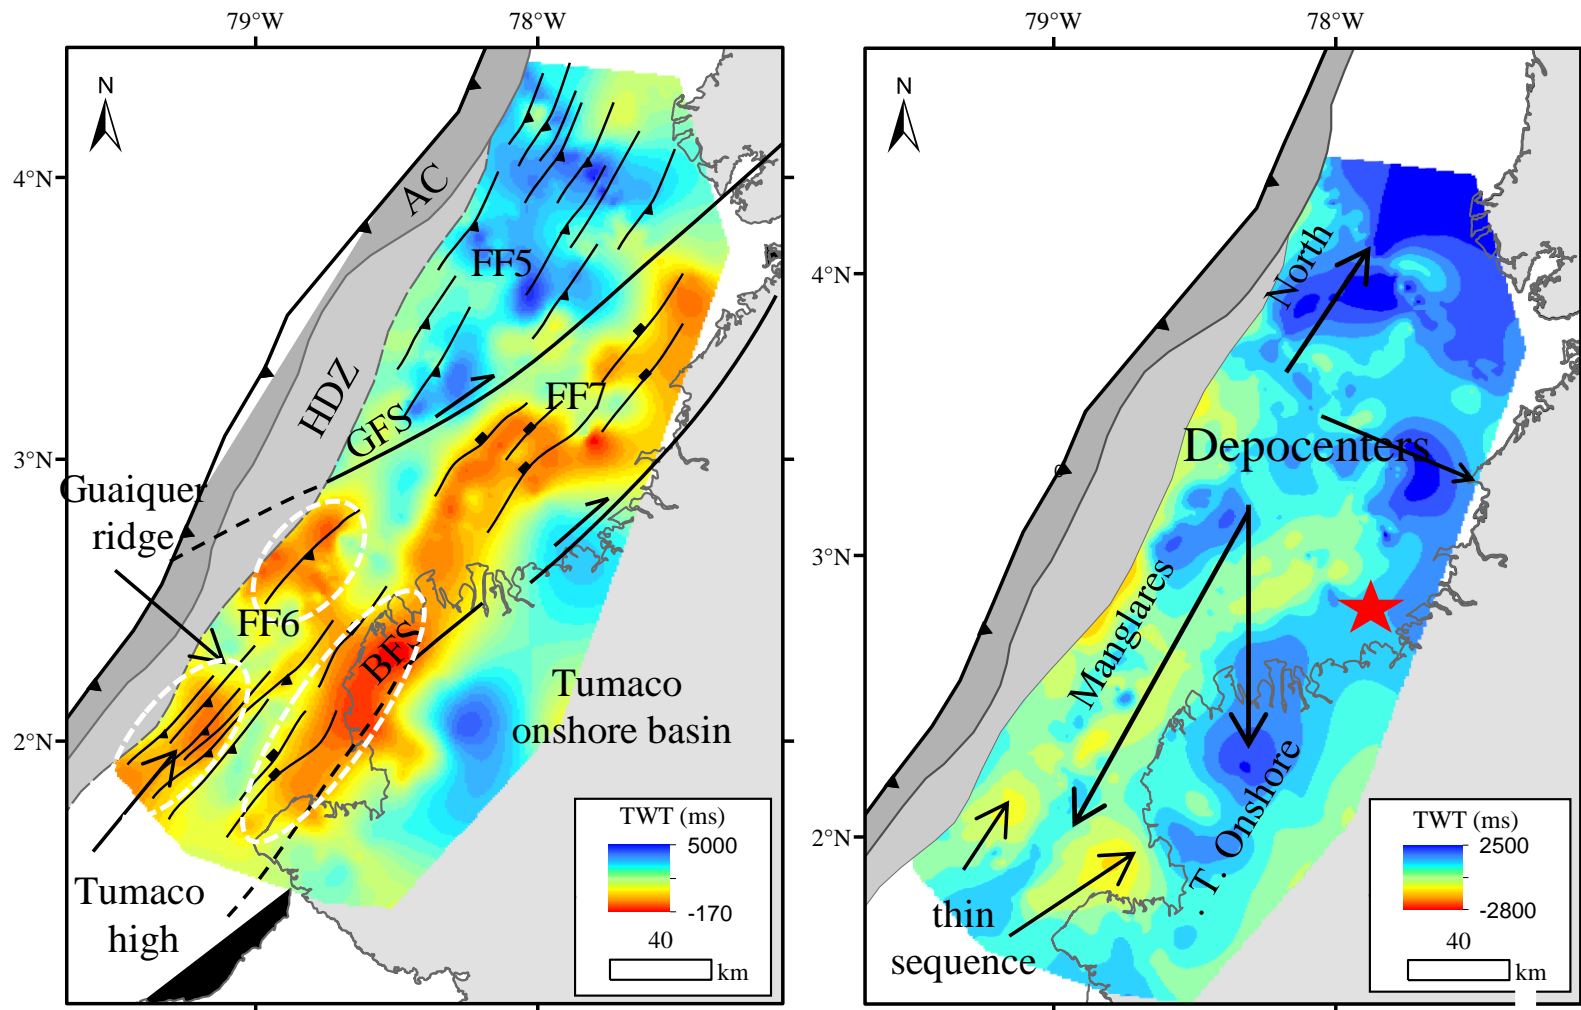 79°W
78°W
N
4°N
AC
FF5
HDZ
FF7
GFS
3°N
Guaiquer
ridge
FF6
BFS
Tumaco
onshore basin
2°N
Tumaco
high
TWT (ms)
5000
-170
40
km
79°W
78°W
N
4°N
North
Depocenters
3°N
Manglares
2°N
T. Onshore
thin
sequence
TWT (ms)
2500
-2800
40
km